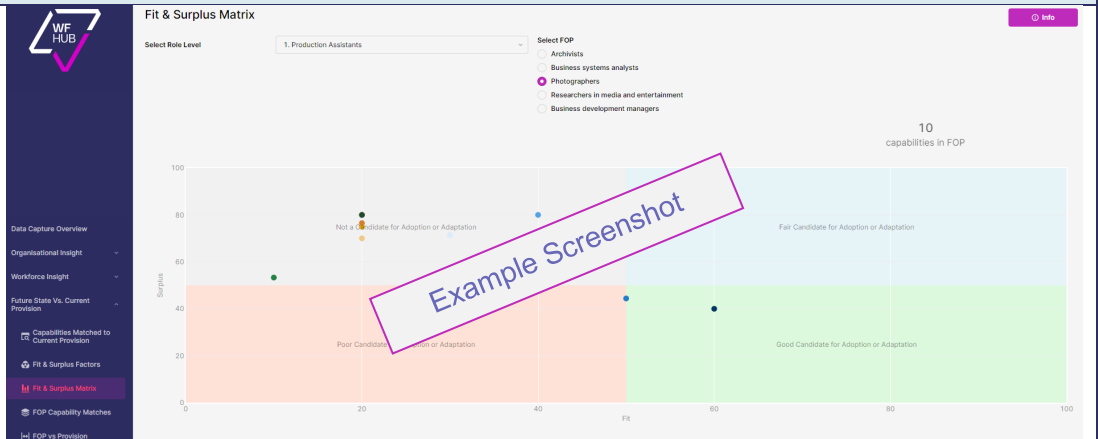 WF
HUB
Fit & Surplus Matrix
Info
Select Role Level
1. Production Assistants
Select FOP
Archivists
Business systems analysts
Photographers
Researchers in media and entertainment
Business development managers
10
capabilities in FOP
Data Capture Overview
Organisational Insight
Workforce Insight
Future State Vs. Current
Provision
Capabilities Matched to
Current Provision
Fit & Surplus Factors
Fit & Surplus Matrix
FOP Capability Matches
FOP vs Provision
100
80
60
40
20
0
Surplus
Not a Candidate for Adoption or Adaptation
Fair Candidate for Adoption or Adaptation
Example Screenshot
Poor Candidate or Adaptation
Good Candidate for Adoption or Adaptation
0
20
40
60
80
100
Fit